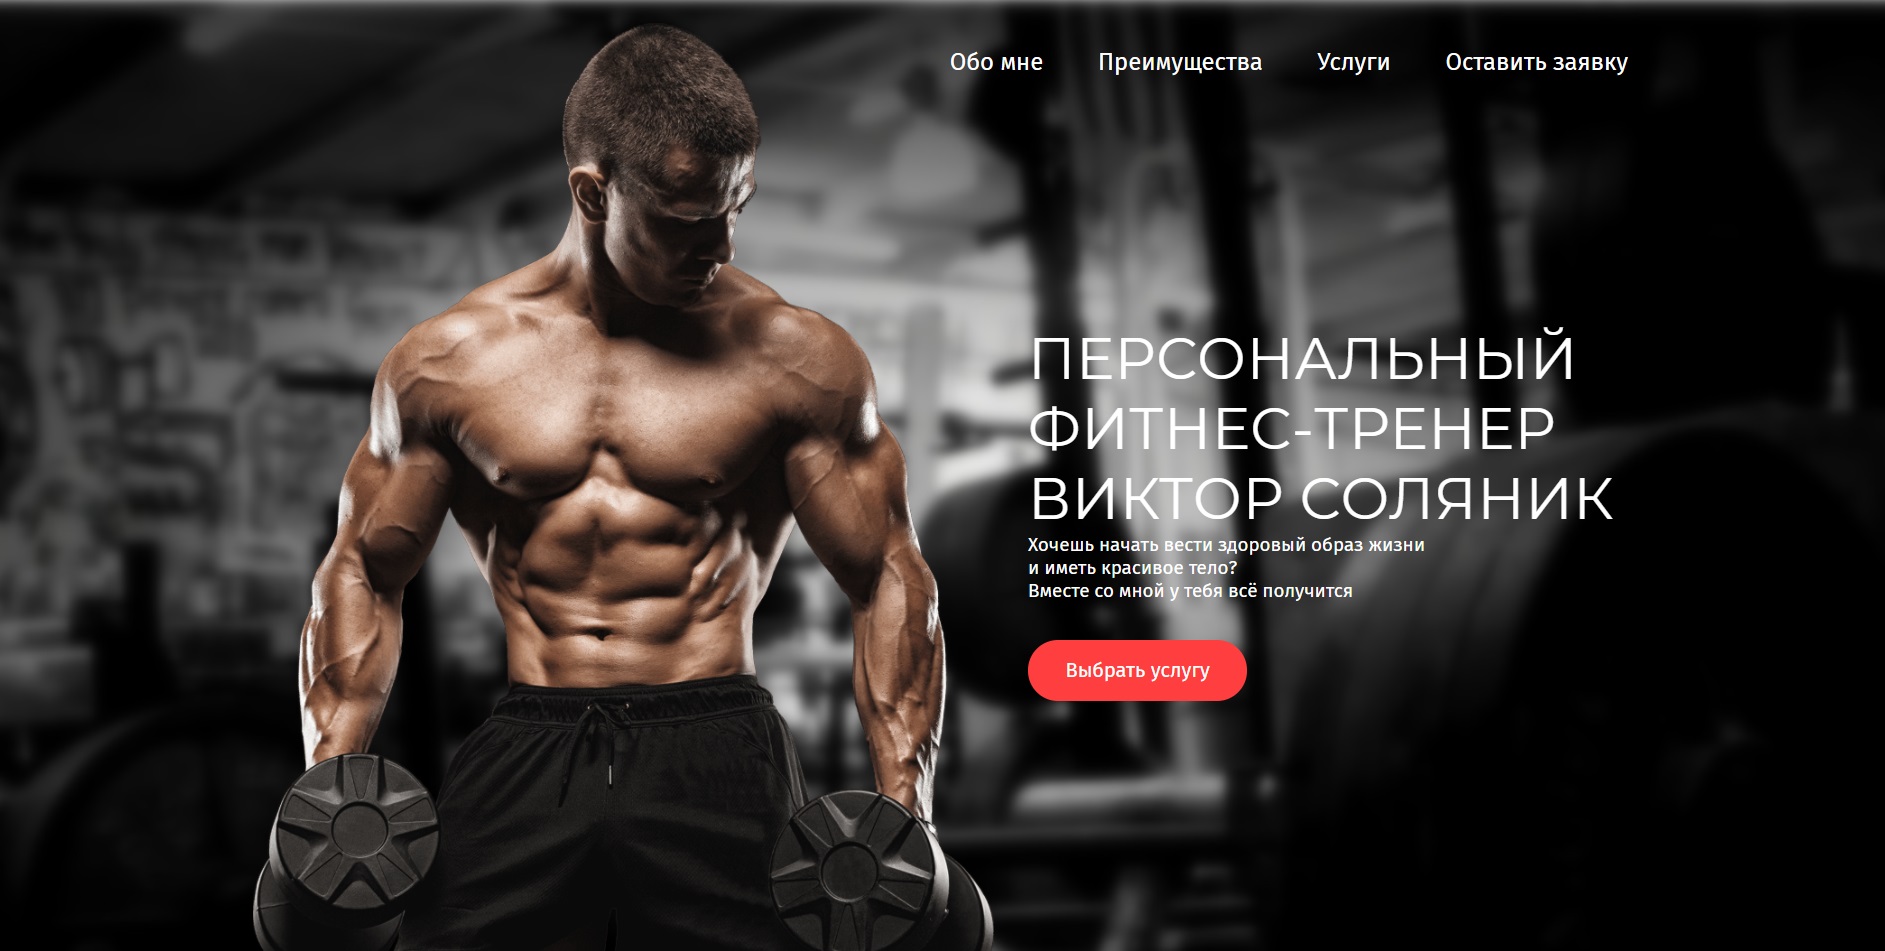 Обо мне Преимущества Услуги Оставить заявку
ПЕРСОНАЛЬНЫЙ
ФИТНЕС-ТРЕНЕР
ВИКТОР СОЛЯНИК
Хочешь начать вести здоровый образ жизни
и иметь красивое тело?
Вместе со мной у тебя всё получится
Выбрать услугу